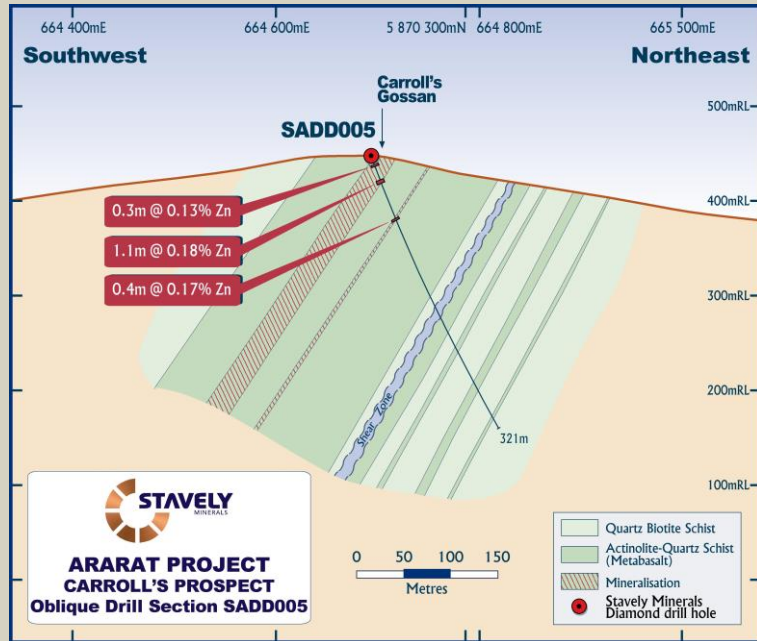 664 400mE
664 600mE
5 870 300mN
664 800mE
665 500mE
Southwest
Northeast
Carroll's
Gossan
SADD005
500mRL
400mRL
300mRL
200mRL
100mRL
0.3m @ 0.13% Zn
1.1m @ 0.18% Zn
0.4m @ 0.17% Zn
Shear Zone
321m
STAVELY
MINERALS
ARARAT PROJECT
CARROLL'S PROSPECT
Oblique Drill Section SADD005
0 50 100 150
Metres
Quartz Biotite Schist
Actinolite-Quartz Schist
(Metabasalt)
Mineralisation
Stavely Minerals
Diamond drill hole